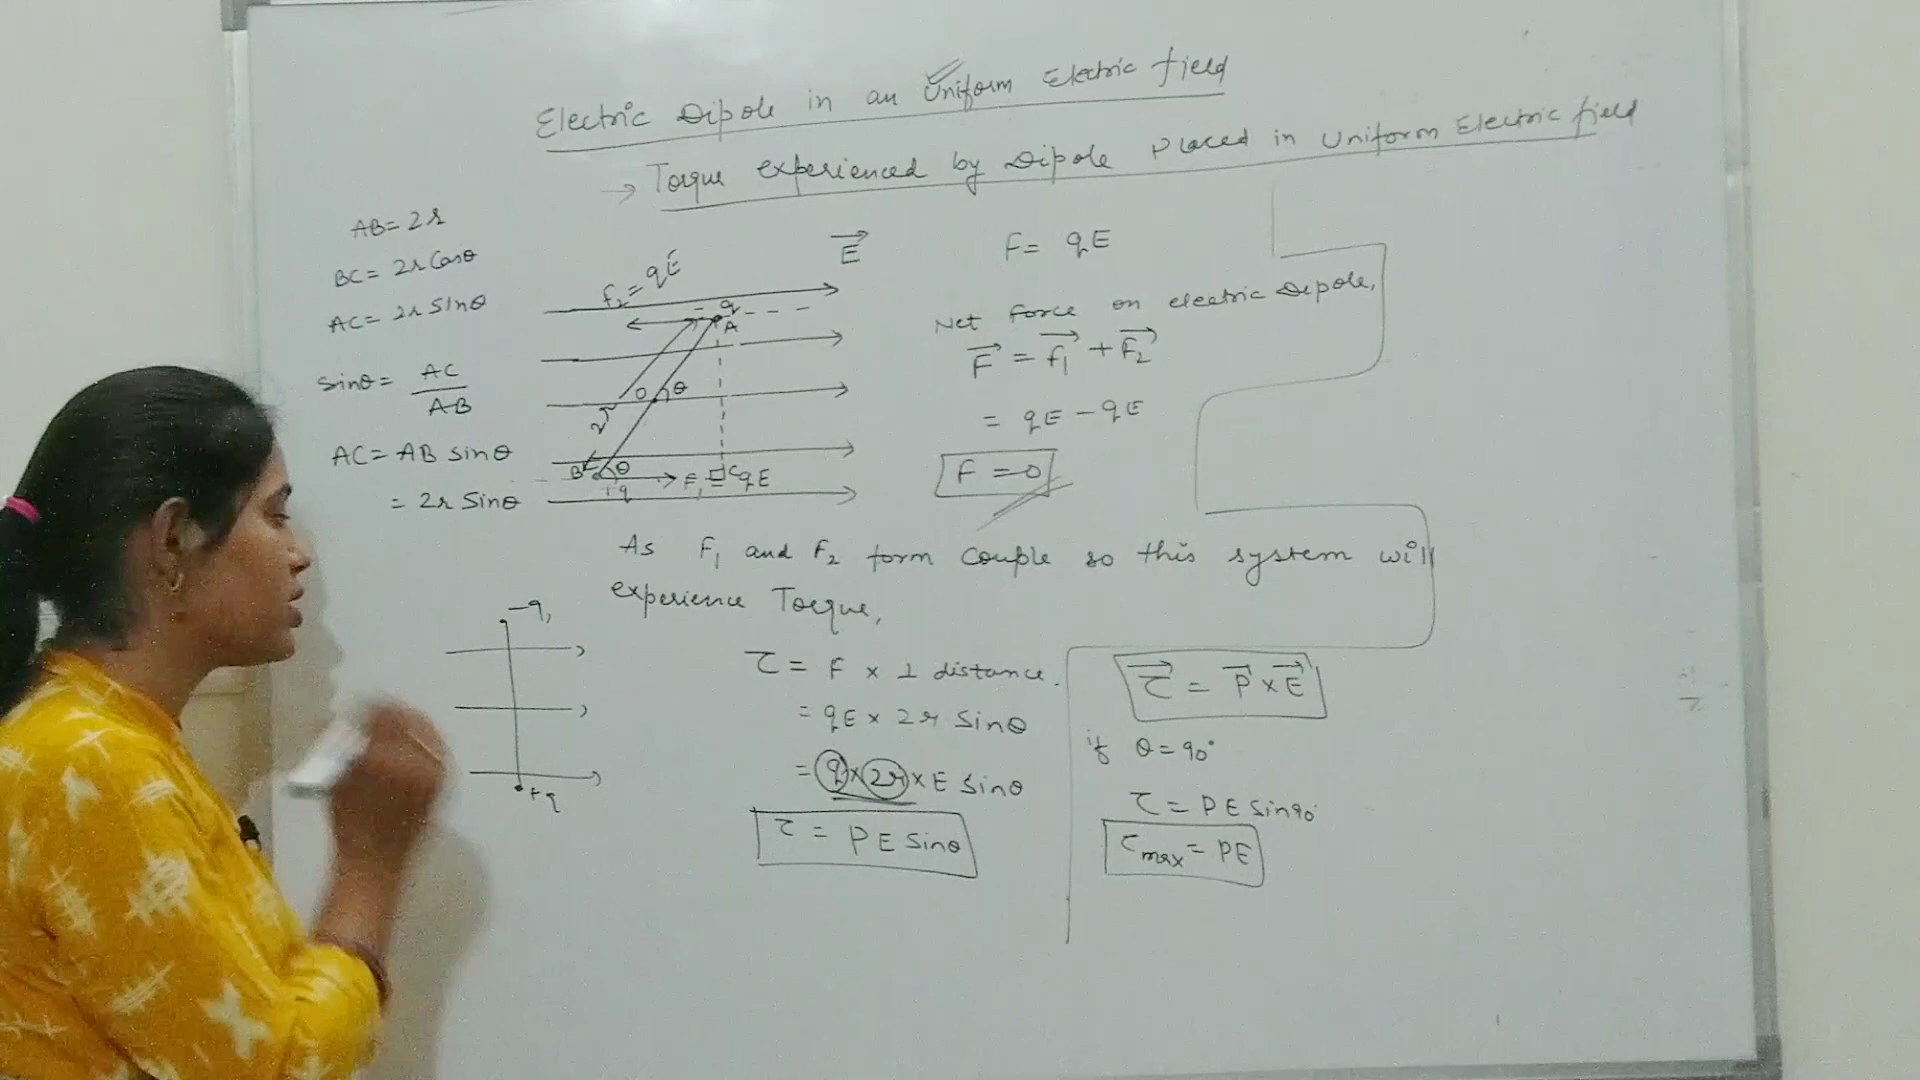 Electric Dipole in an Uniform Electric field
→ Torque experienced by Dipole Placed in Uniform Electric field
AB = 2r
BC = 2r Cosθ
AC = 2r Sinθ
Sinθ = AC / AB
AC = AB sinθ
= 2r Sinθ
F₂ = qE
E⃗
-q
A
O θ
2r
B θ
+q
F₁ = qE
C
F = qE
Net force on electric Dipole,
F⃗ = F₁⃗ + F₂⃗
= qE - qE
F = 0
As F₁ and F₂ form couple so this system will
experience Torque,
-q
+q
τ = F × ⊥ distance.
= qE × 2r Sinθ
= q × 2r × E Sinθ
τ = PE Sinθ
τ⃗ = P⃗ × E⃗
if θ = 90°
τ = PE Sin90°
τmax = PE